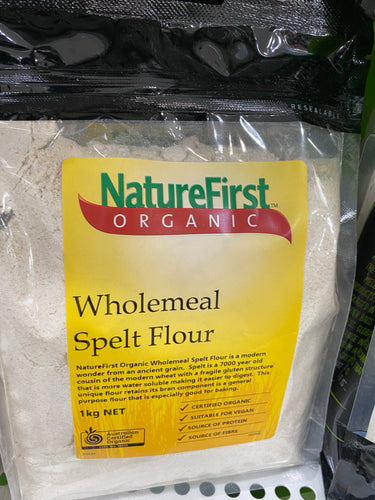 RESEALABLE
NatureFirst™
ORGANIC
Wholemeal
Spelt Flour
NatureFirst Organic Wholemeal Spelt Flour is a modern
wonder from an ancient grain. Spelt is a 7000 year old
cousin of the modern wheat with a fragile gluten structure
that is more water soluble making it easier to digest. This
unique flour retains its bran component is a general
purpose flour that is especially good for baking.
1kg NET
✓ CERTIFIED ORGANIC
✓ SUITABLE FOR VEGAN
✓ SOURCE OF PROTEIN
✓ SOURCE OF FIBRE
Australian
Certified
Organic